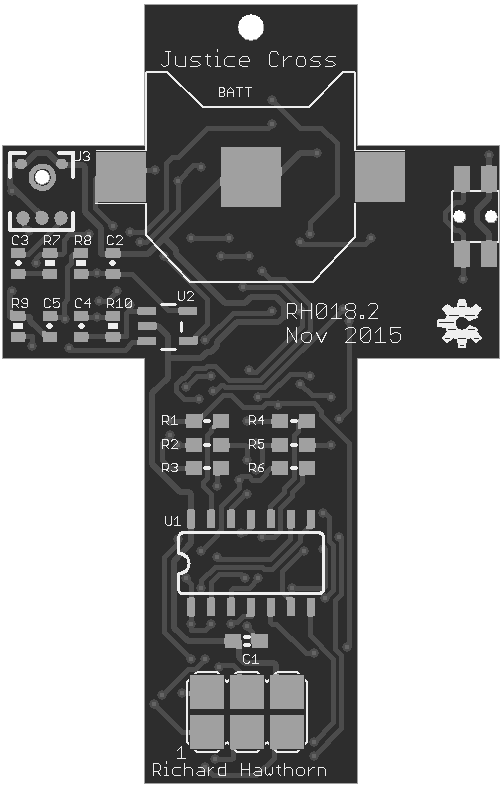 Justice Cross
BATT
U3
C3 R7 R8 C2
U2
R9 C5 C4 R10
RH018.2
Nov 2015
R1 R4
R2 R5
R3 R6
U1
C1
1
Richard Hawthorn